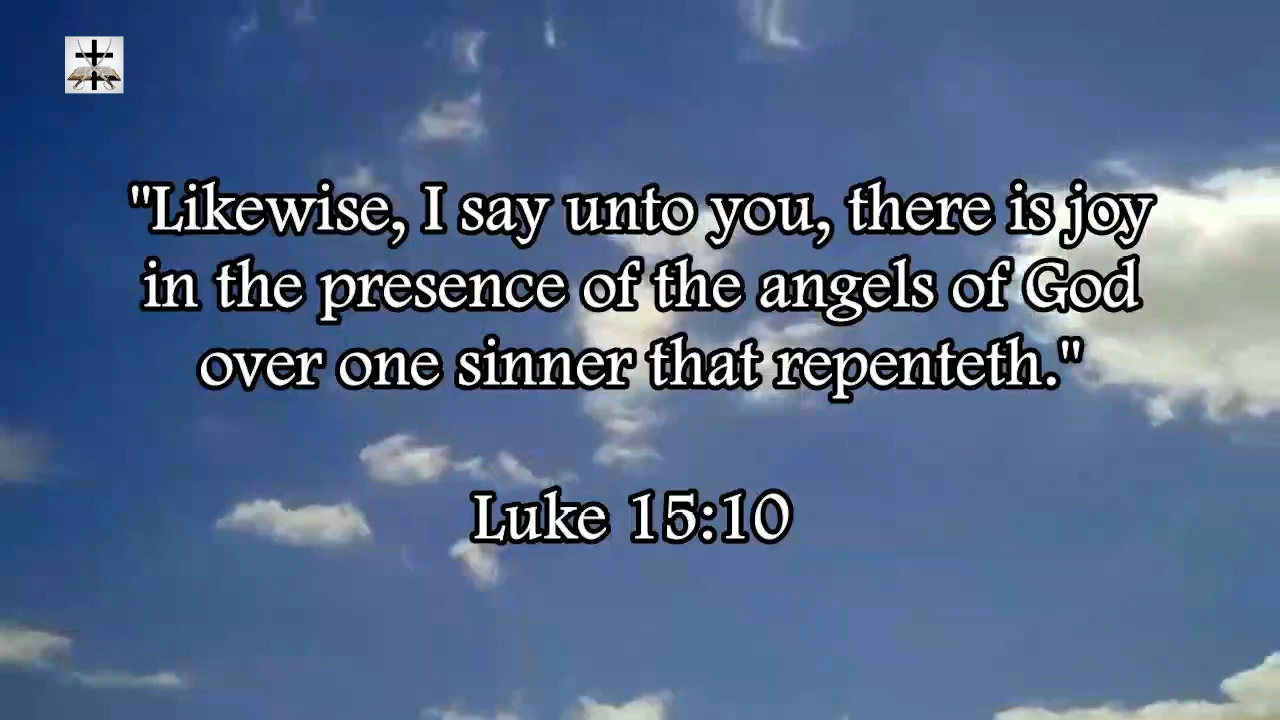 "Likewise, I say unto you, there is joy
in the presence of the angels of God
over one sinner that repenteth."
Luke 15:10